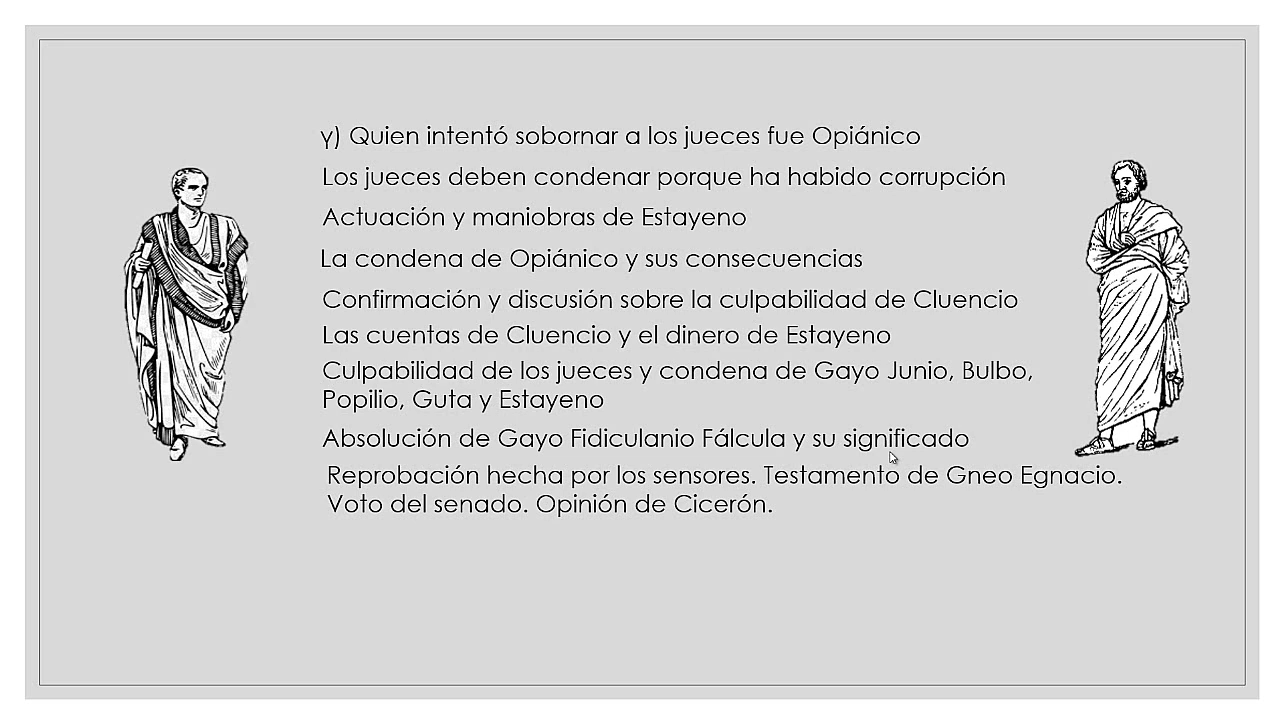 γ) Quien intentó sobornar a los jueces fue Opiánico
Los jueces deben condenar porque ha habido corrupción
Actuación y maniobras de Estayeno
La condena de Opiánico y sus consecuencias
Confirmación y discusión sobre la culpabilidad de Cluencio
Las cuentas de Cluencio y el dinero de Estayeno
Culpabilidad de los jueces y condena de Gayo Junio, Bulbo,
Popilio, Guta y Estayeno
Absolución de Gayo Fidiculanio Fálcula y su significado
Reprobación hecha por los sensores. Testamento de Gneo Egnacio.
Voto del senado. Opinión de Cicerón.